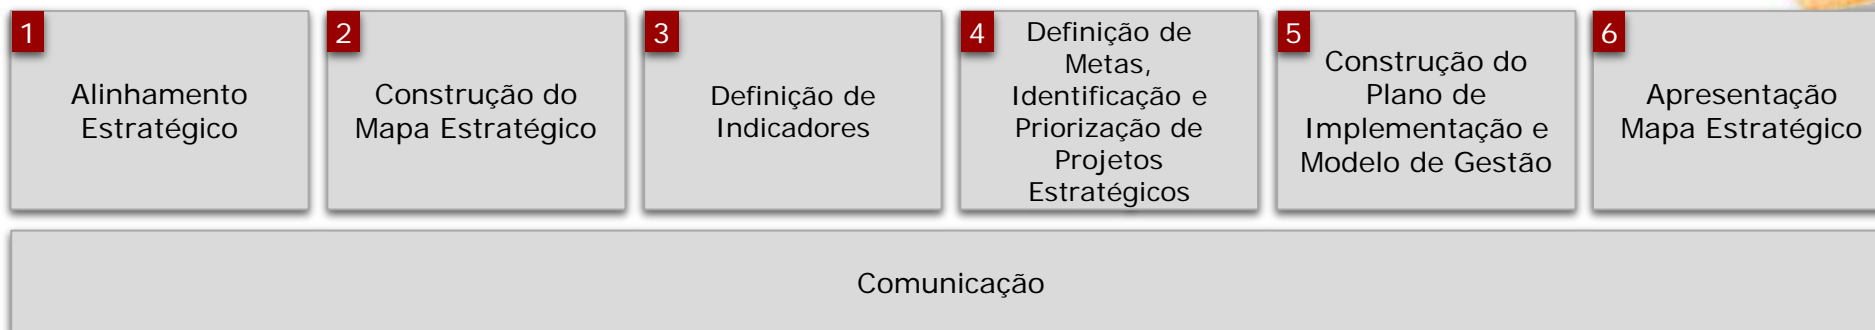 1
Alinhamento
Estratégico
2
Construção do
Mapa Estratégico
3
Definição de
Indicadores
4
Definição de
Metas,
Identificação e
Priorização de
Projetos
Estratégicos
5
Construção do
Plano de
Implementação e
Modelo de Gestão
6
Apresentação
Mapa Estratégico
Comunicação